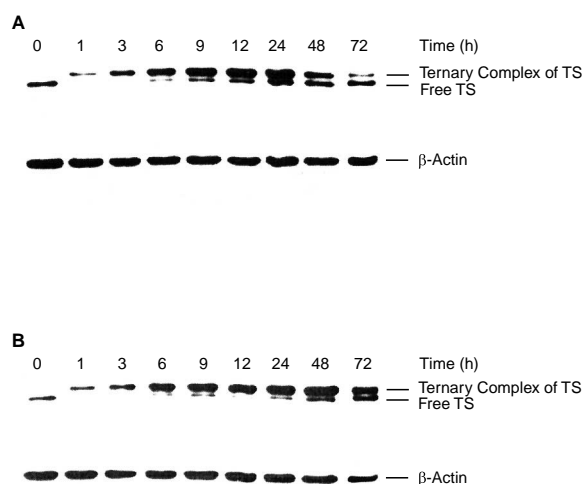 A
0 1 3 6 9 12 24 48 72 Time (h)
Ternary Complex of TS
Free TS
β-Actin
B
0 1 3 6 9 12 24 48 72 Time (h)
Ternary Complex of TS
Free TS
β-Actin